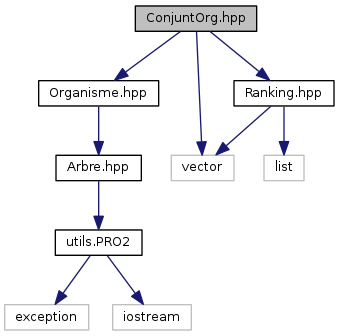 ConjuntOrg.hpp
Organisme.hpp
Ranking.hpp
Arbre.hpp
vector
list
utils.PRO2
exception
iostream